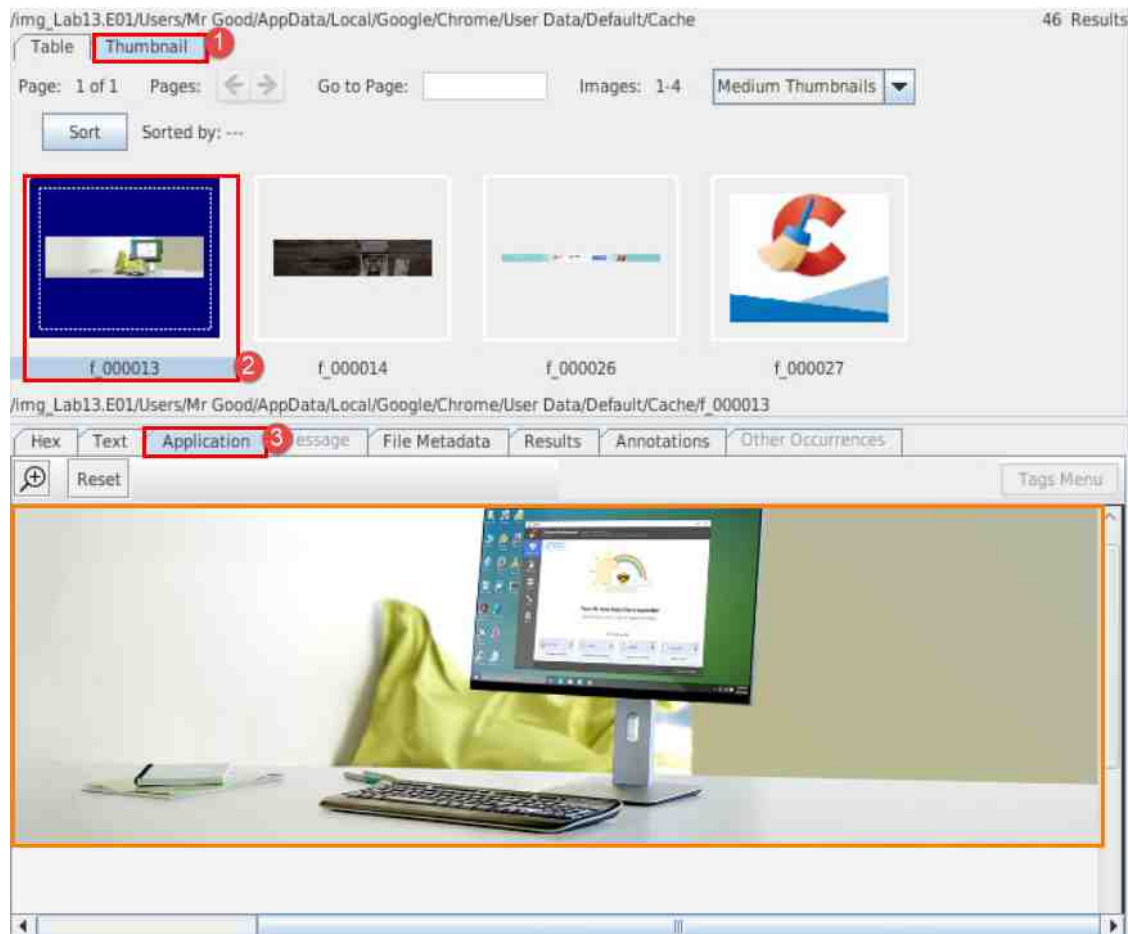 /img_Lab13.E01/Users/Mr Good/AppData/Local/Google/Chrome/User Data/Default/Cache 46 Results
Table Thumbnail 1
Page: 1 of 1 Pages: Go to Page: Images: 1-4 Medium Thumbnails
Sort Sorted by: ---
f_000013 2 f_000014 f_000026 f_000027
/img_Lab13.E01/Users/Mr Good/AppData/Local/Google/Chrome/User Data/Default/Cache/f_000013
Hex Text Application 3 essage File Metadata Results Annotations Other Occurrences
Reset Tags Menu